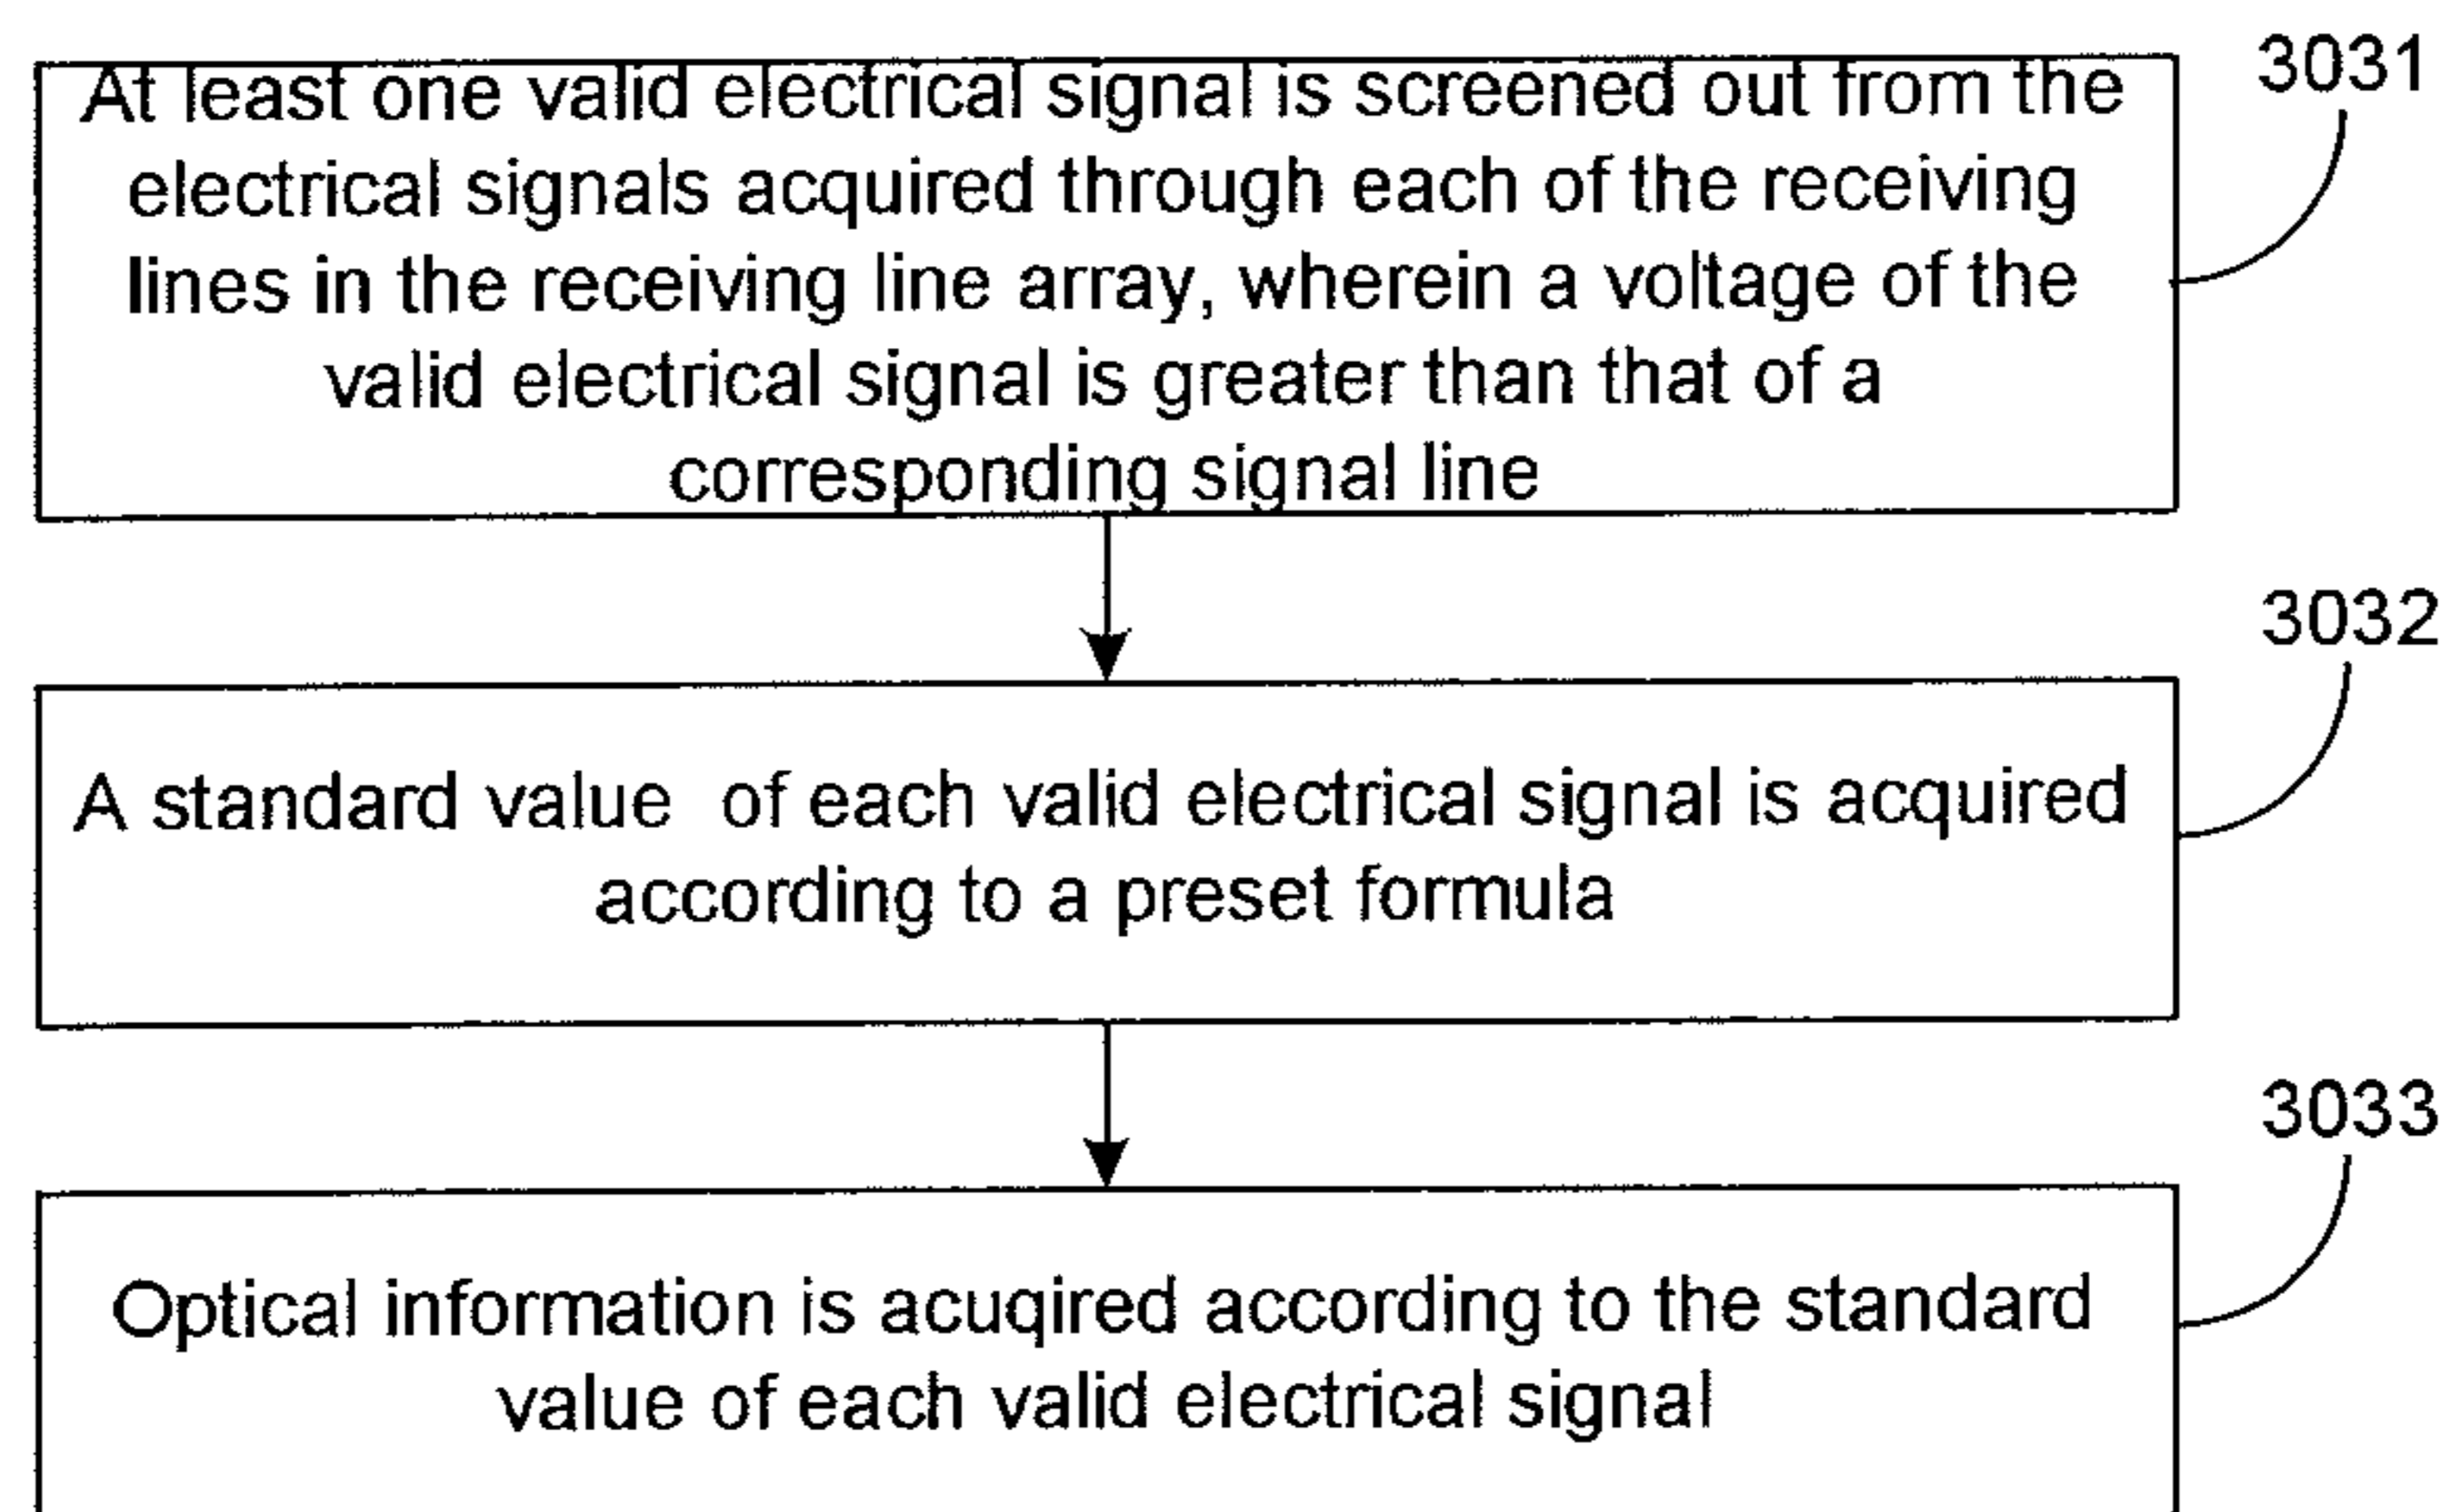 At least one valid electrical signal is screened out from the
3031
electrical signals acquired through each of the receiving
lines in the receiving line array, wherein a voltage of the
valid electrical signal is greater than that of a
corresponding signal line
3032
A standard value of each valid electrical signal is acquired
according to a preset formula
3033
Optical information is acuqired according to the standard
value of each valid electrical signal